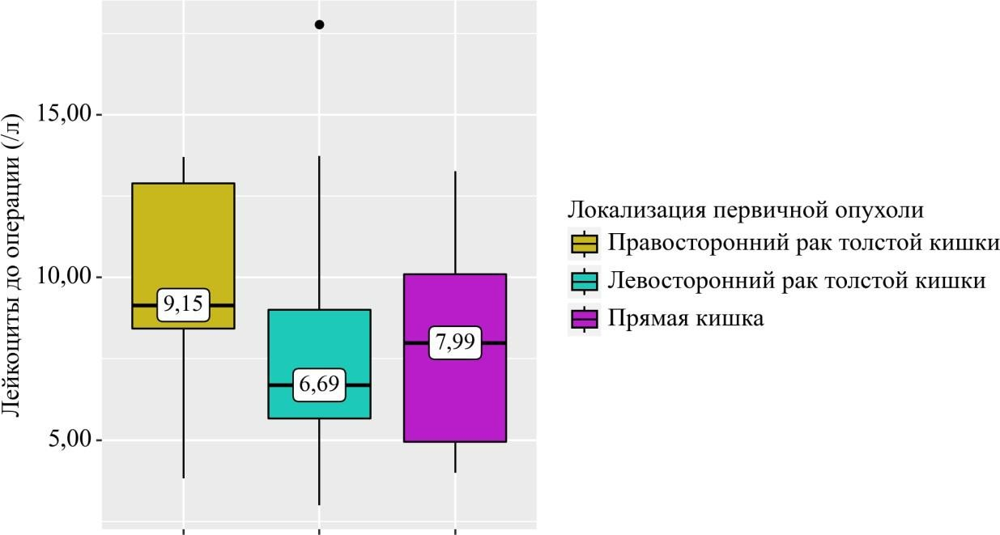 Лейкоциты до операции (/л)
15,00
10,00
5,00
9,15
6,69
7,99
Локализация первичной опухоли
Правосторонний рак толстой кишки
Левосторонний рак толстой кишки
Прямая кишка